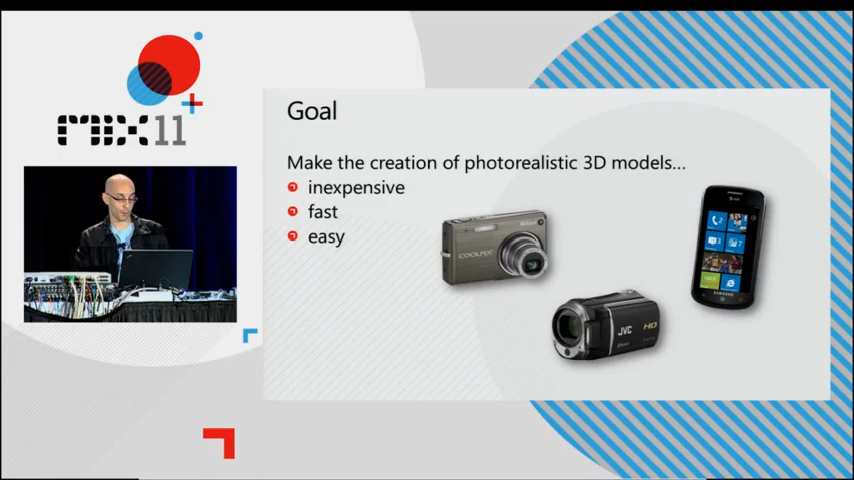 mix11
Goal
Make the creation of photorealistic 3D models...
inexpensive
fast
easy
COOLPIX
JVC
HD
SAMSUNG